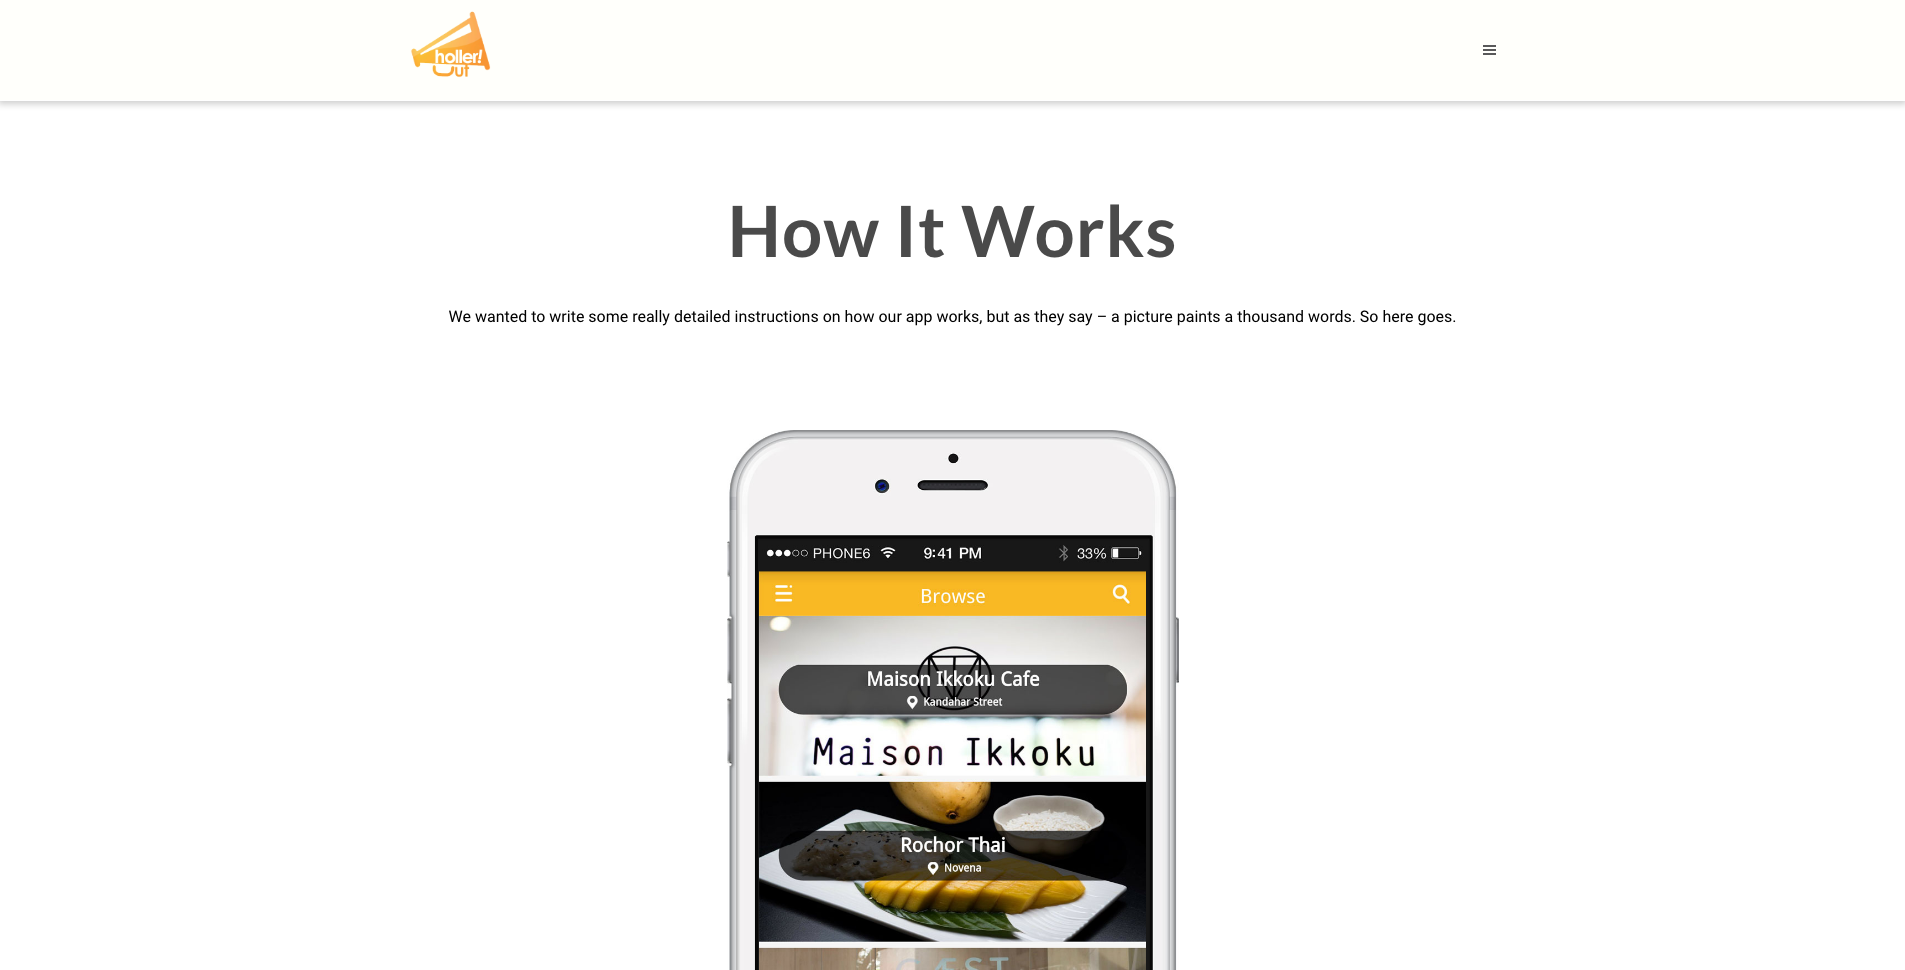 holler!
out
How It Works
We wanted to write some really detailed instructions on how our app works, but as they say – a picture paints a thousand words. So here goes.
PHONE6 9:41 PM 33%
Browse
Maison Ikkoku Cafe
Kandahar Street
Maison Ikkoku
Rochor Thai
Novena